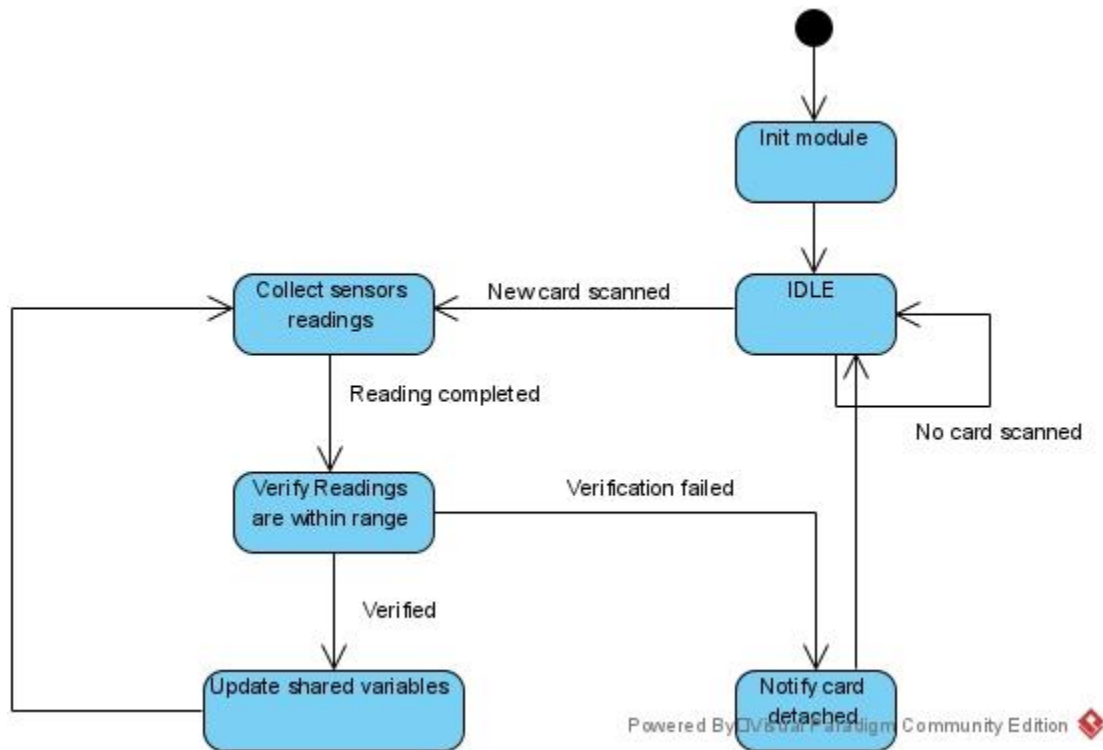 Init module
Collect sensors
readings
New card scanned
IDLE
Reading completed
No card scanned
Verify Readings
are within range
Verification failed
Verified
Update shared variables
Notify card
detached
Powered By Visual Paradigm Community Edition